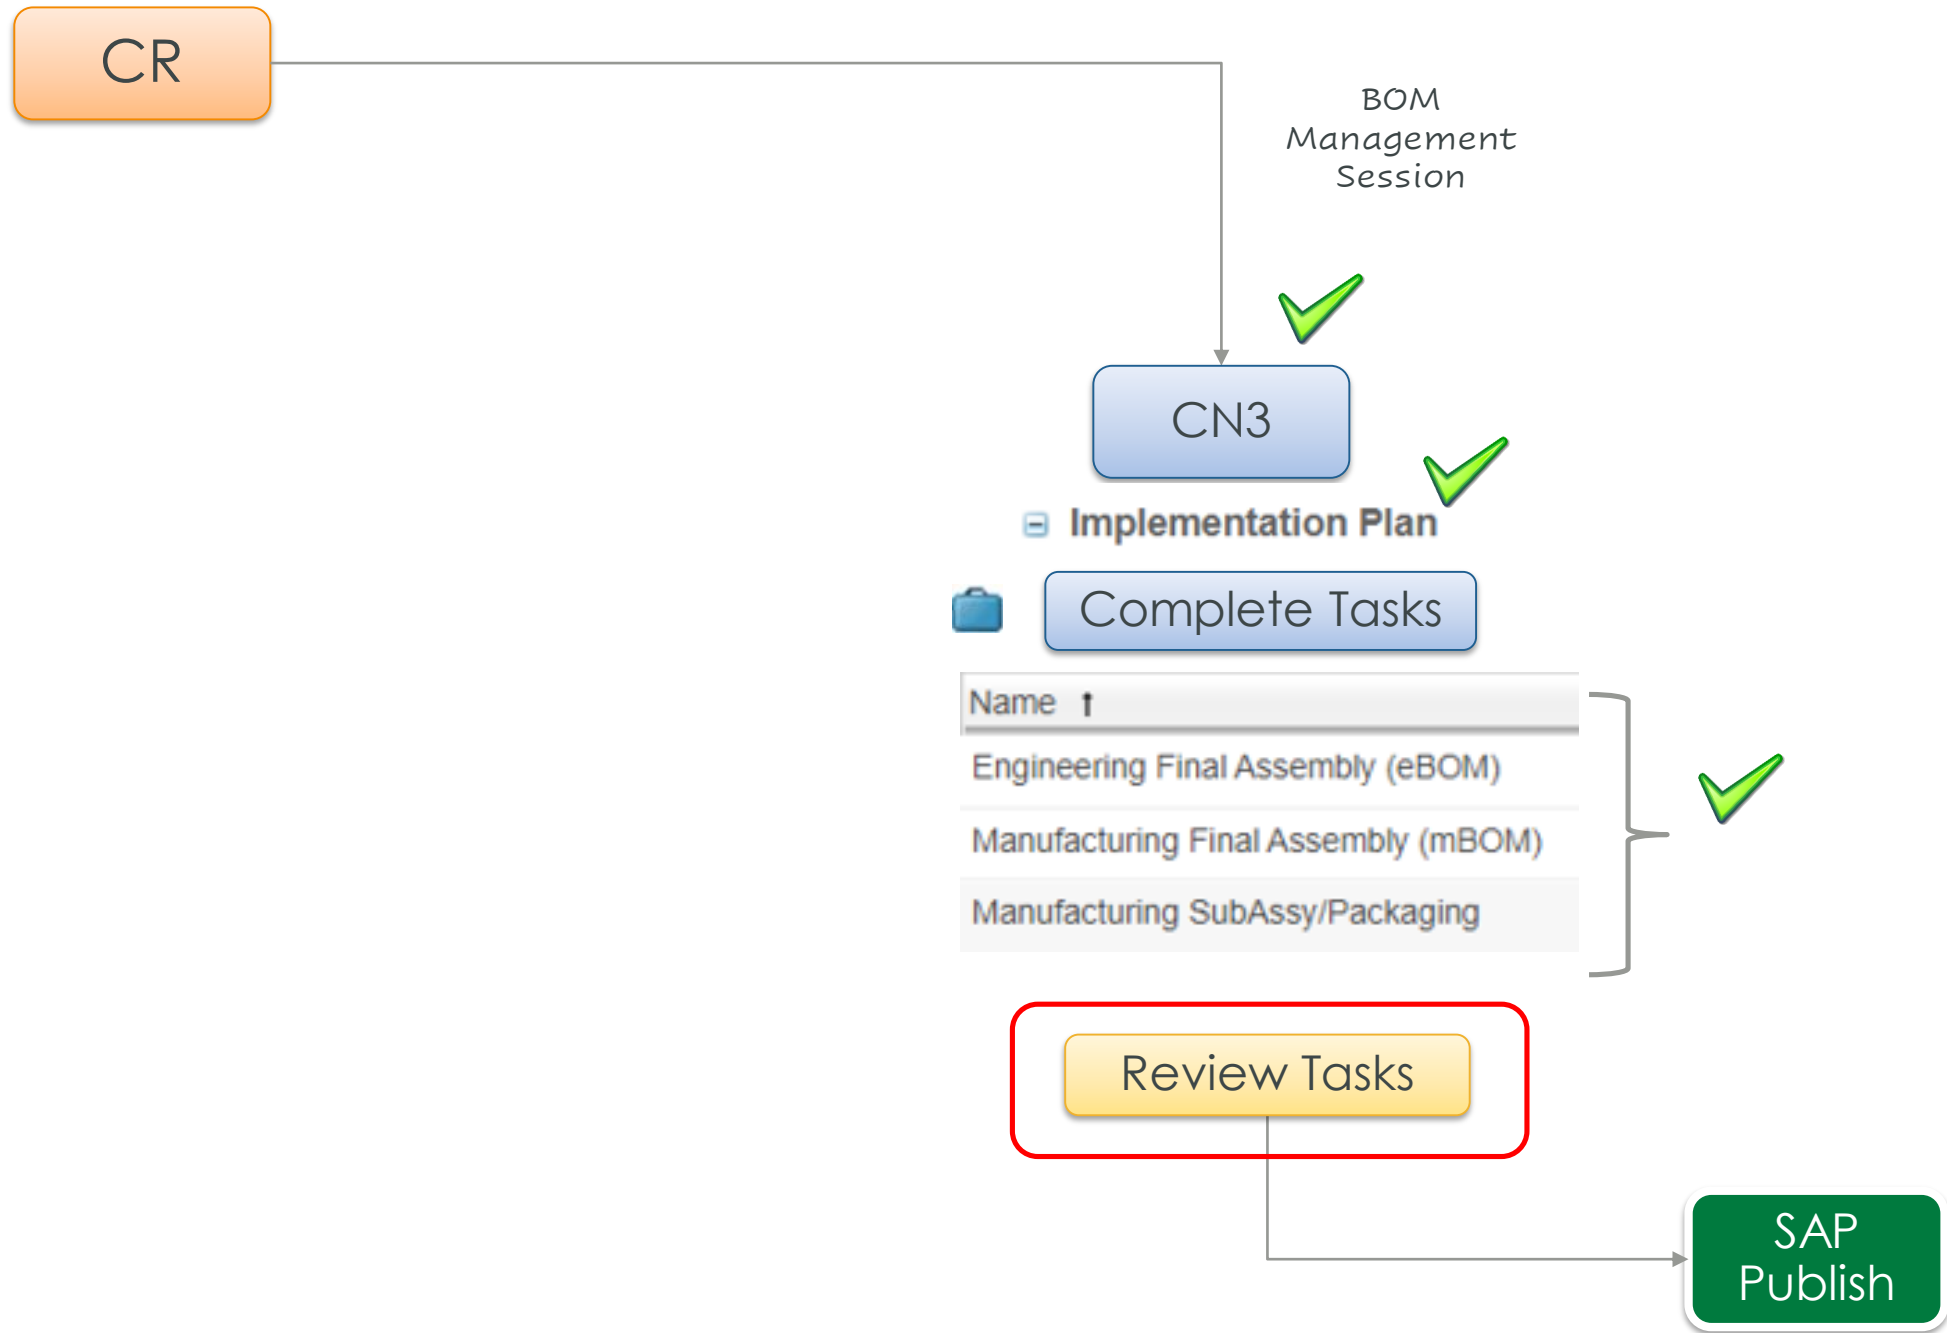 CR
BOM
Management
Session
CN3
Implementation Plan
Complete Tasks
Name
Engineering Final Assembly (eBOM)
Manufacturing Final Assembly (mBOM)
Manufacturing SubAssy/Packaging
Review Tasks
SAP
Publish